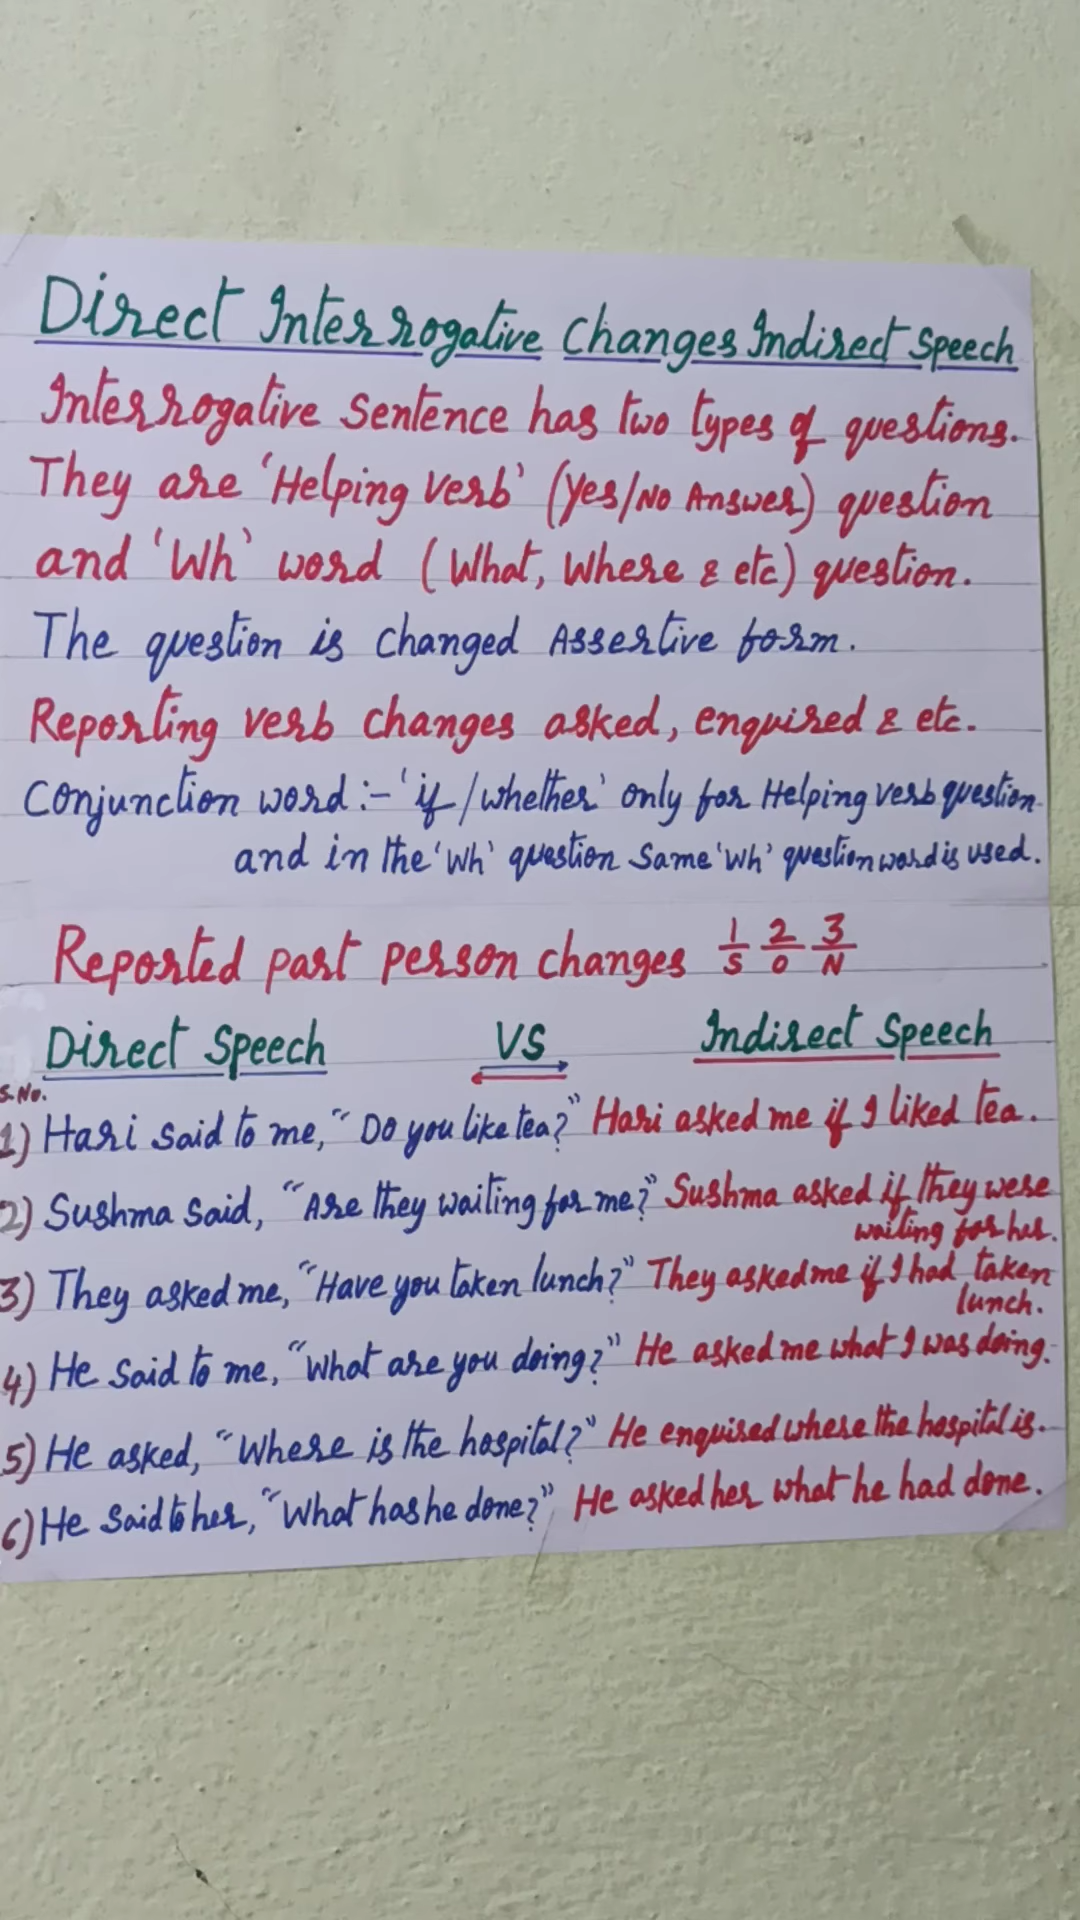 Direct Interrogative Changes Indirect Speech
Interrogative Sentence has two types of questions.
They are 'Helping verb' (Yes/No Answer) question
and 'Wh' word (What, Where & etc) question.
The question is changed Assertive form.
Reporting verb changes asked, enquired & etc.
Conjunction word :- 'if/whether' only for Helping verb question
and in the 'Wh' question Same 'Wh' question word is used.
Reported part person changes 1/S 2/O 3/N
Direct Speech VS Indirect Speech
S.No.
1) Hari said to me, "Do you like tea?" Hari asked me if I liked tea.
2) Sushma said, "Are they waiting for me?" Sushma asked if they were
waiting for her.
3) They asked me, "Have you taken lunch?" They asked me if I had taken
lunch.
4) He said to me, "What are you doing?" He asked me what I was doing.
5) He asked, "Where is the hospital?" He enquired where the hospital is.
6) He said to her, "What has he done?" He asked her what he had done.